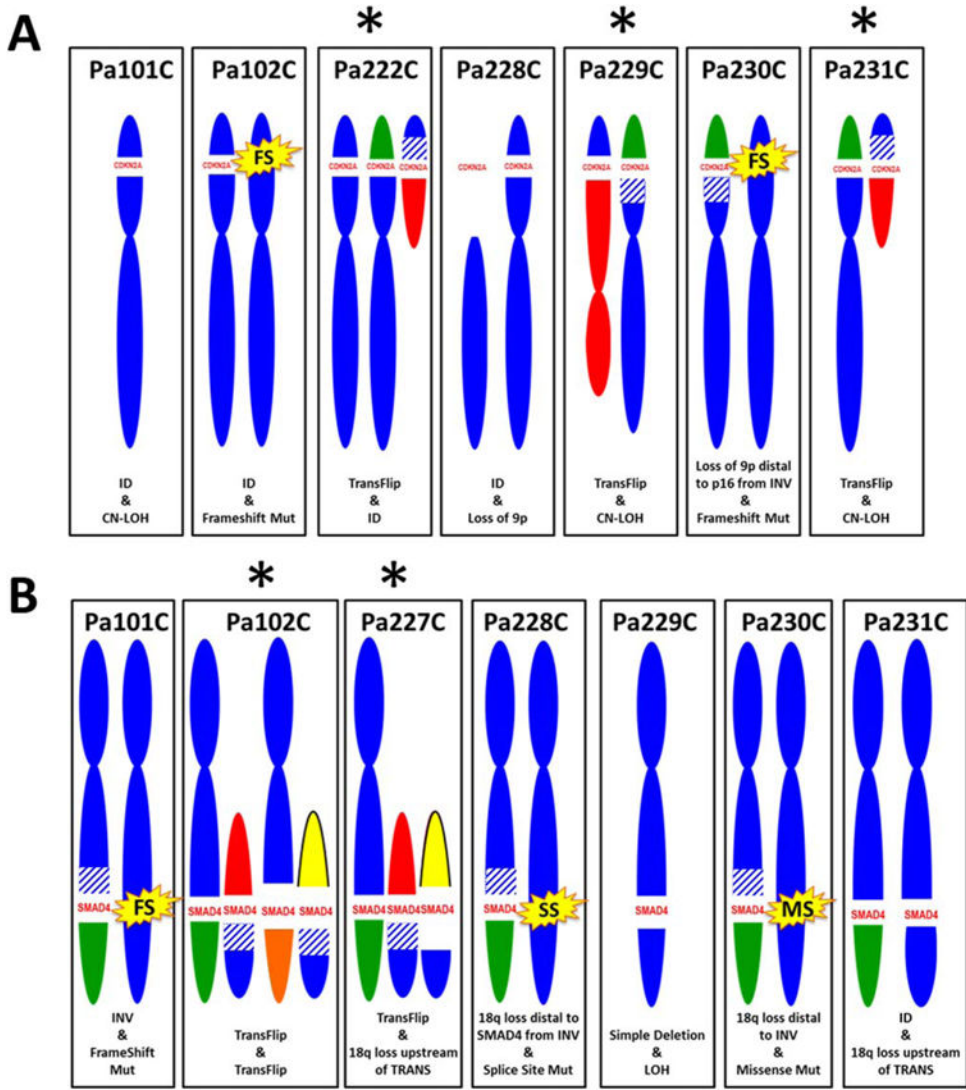 A
*
*
*
Pa101C
CDKN2A
ID
&
CN-LOH
Pa102C
CDKN2A
FS
ID
&
Frameshift Mut
Pa222C
CDKN2A CDKN2A CDKN2A
TransFlip
&
ID
Pa228C
CDKN2A CDKN2A
ID
&
Loss of 9p
Pa229C
CDKN2A CDKN2A
TransFlip
&
CN-LOH
Pa230C
CDKN2A
FS
Loss of 9p distal
to p16 from INV
&
Frameshift Mut
Pa231C
CDKN2A CDKN2A
TransFlip
&
CN-LOH
B
*
*
Pa101C
SMAD4
FS
INV
&
FrameShift
Mut
Pa102C
SMAD4 SMAD4 SMAD4 SMAD4
TransFlip
&
TransFlip
Pa227C
SMAD4 SMAD4 SMAD4
TransFlip
&
18q loss upstream
of TRANS
Pa228C
SMAD4
SS
18q loss distal to
SMAD4 from INV
&
Splice Site Mut
Pa229C
SMAD4
Simple Deletion
&
LOH
Pa230C
SMAD4
MS
18q loss distal
to INV
&
Missense Mut
Pa231C
SMAD4 SMAD4
ID
&
18q loss upstream
of TRANS